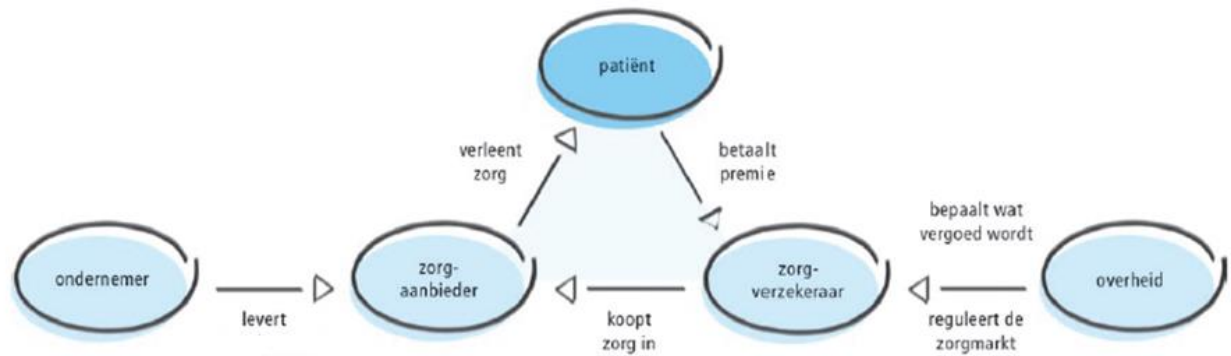 patiënt
verleent
zorg
betaalt
premie
bepaalt wat
vergoed wordt
ondernemer
zorg-
aanbieder
zorg-
verzekeraar
overheid
levert
koopt
zorg in
reguleert de
zorgmarkt